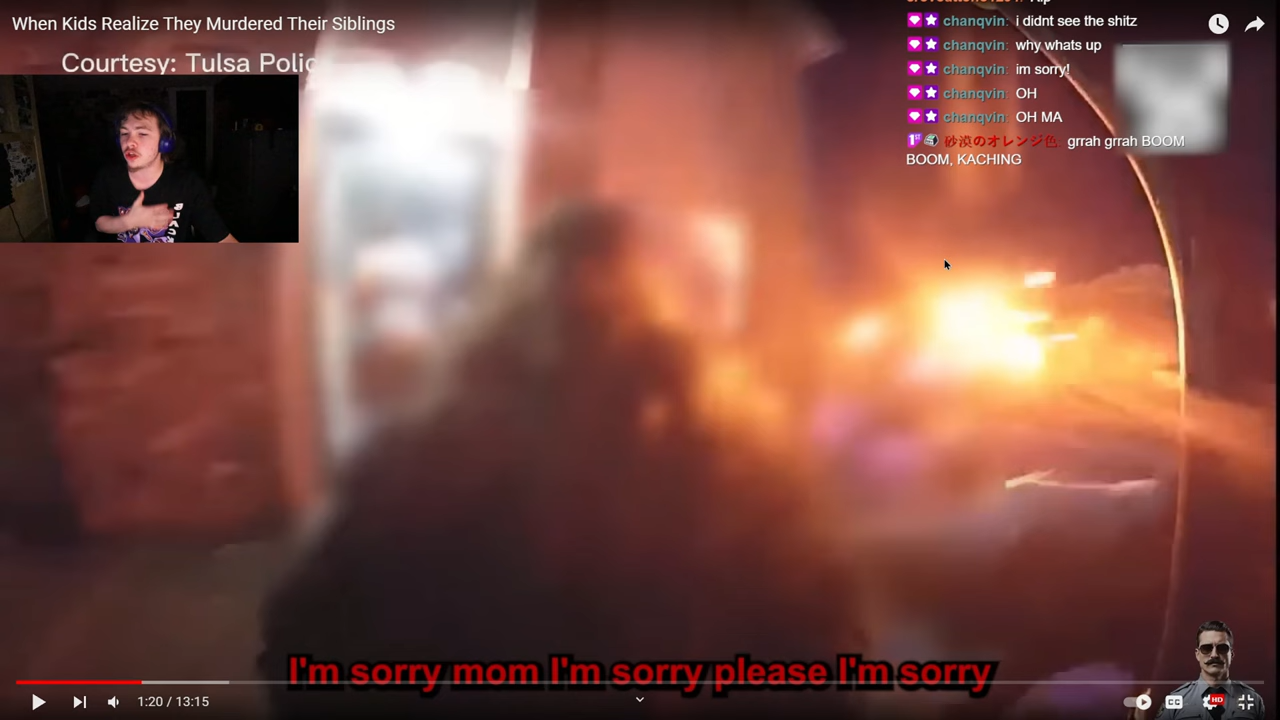 When Kids Realize They Murdered Their Siblings
Courtesy: Tulsa Polic
chanqvin: i didnt see the shitz
chanqvin: why whats up
chanqvin: im sorry!
chanqvin: OH
chanqvin: OH MA
砂漠のオレンジ色: grrah grrah BOOM
BOOM, KACHING
I'm sorry mom I'm sorry please I'm sorry
1:20 / 13:15
CC
HD